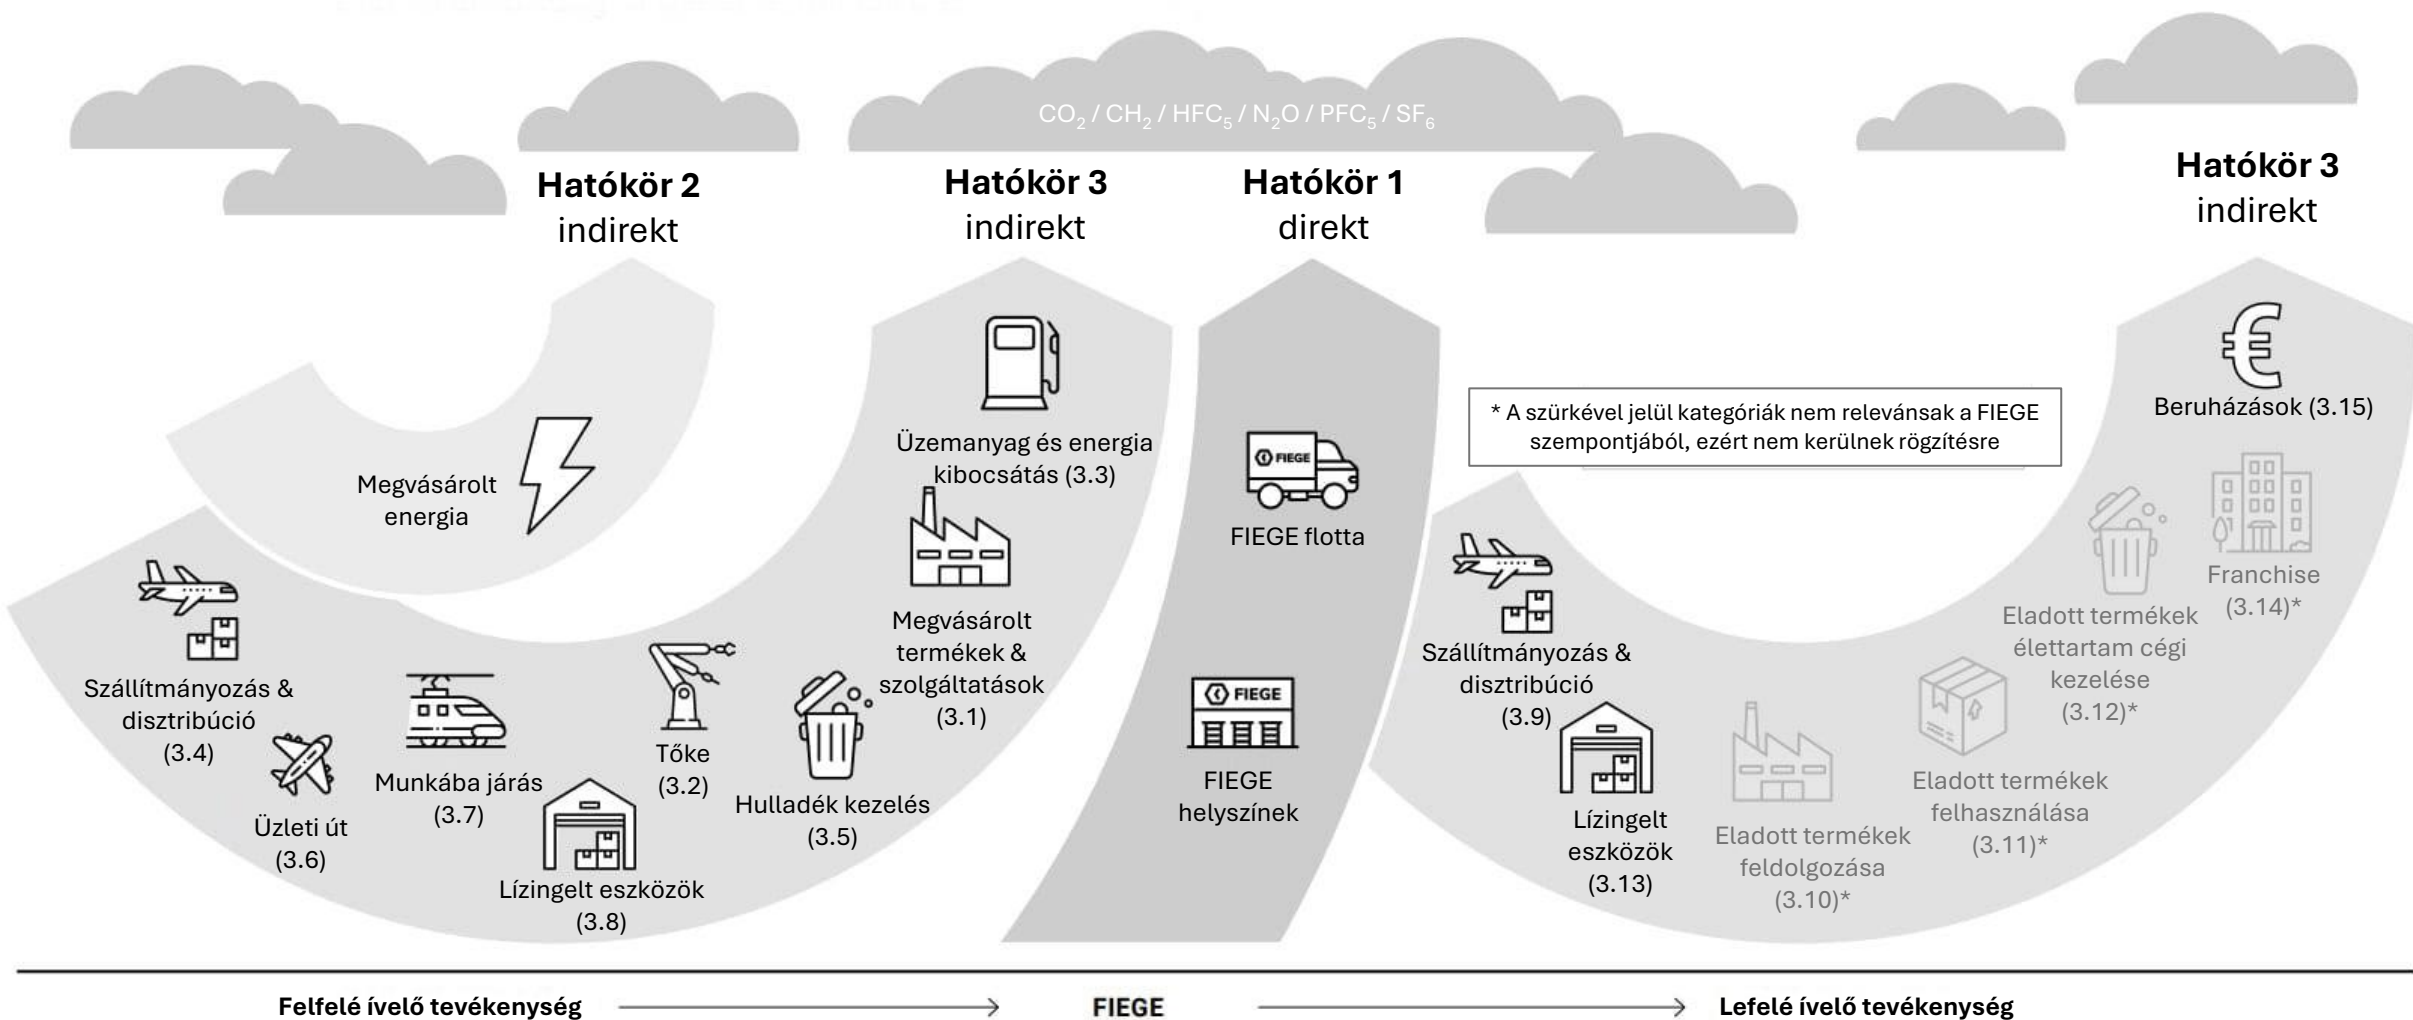 CO₂ / CH₂ / HFC₅ / N₂O / PFC₅ / SF₆
Hatókör 2
indirekt
Megvásárolt
energia
Hatókör 3
indirekt
Üzemanyag és energia
kibocsátás (3.3)
Megvásárolt
termékek &
szolgáltatások
(3.1)
Szállítmányozás &
disztribúció
(3.4)
Üzleti út
(3.6)
Munkába járás
(3.7)
Lízingelt eszközök
(3.8)
Tőke
(3.2)
Hulladék kezelés
(3.5)
Hatókör 1
direkt
FIEGE
FIEGE flotta
FIEGE
FIEGE
helyszínek
Hatókör 3
indirekt
* A szürkével jelül kategóriák nem relevánsak a FIEGE
szempontjából, ezért nem kerülnek rögzítésre
Beruházások (3.15)
Franchise
(3.14)*
Eladott termékek
élettartam cégi
kezelése
(3.12)*
Eladott termékek
felhasználása
(3.11)*
Eladott termékek
feldolgozása
(3.10)*
Szállítmányozás &
disztribúció
(3.9)
Lízingelt
eszközök
(3.13)
Felfelé ívelő tevékenység
FIEGE
Lefelé ívelő tevékenység